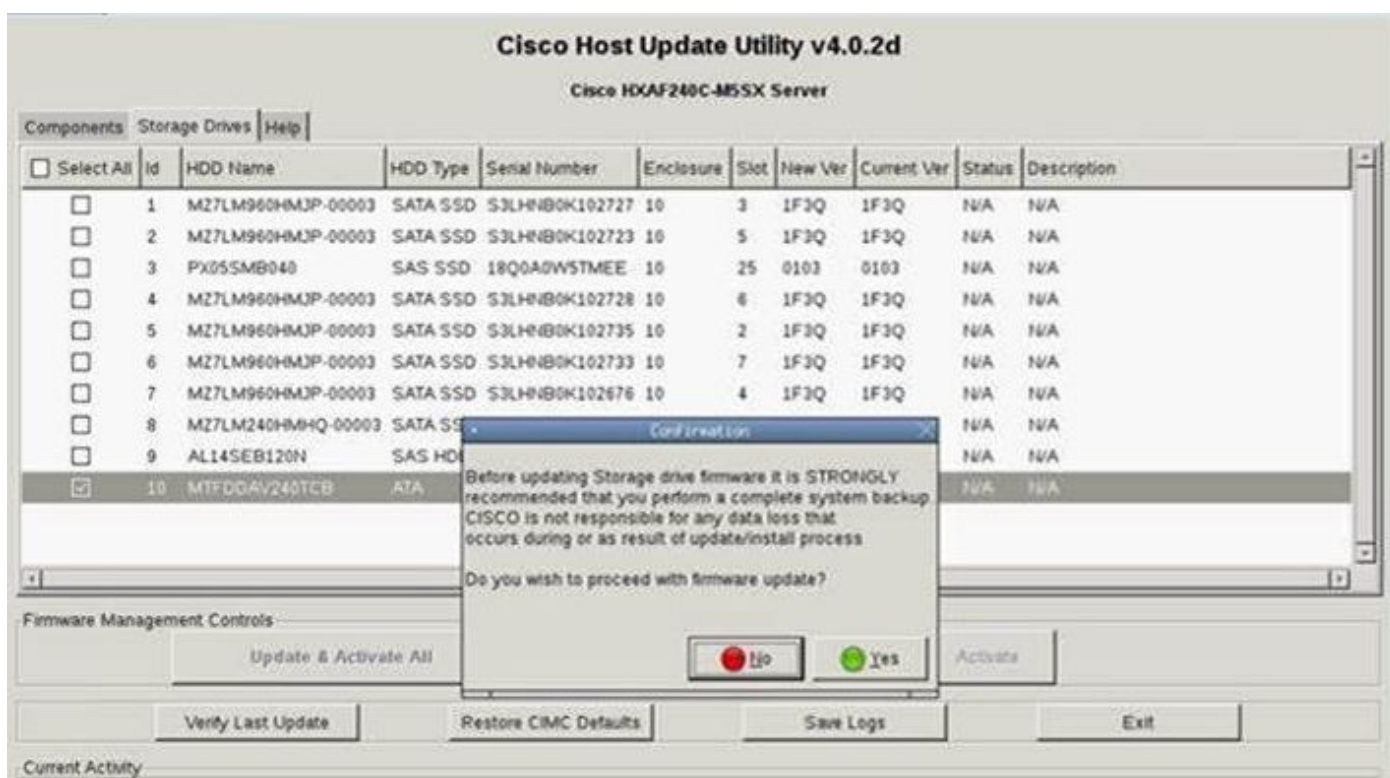 Cisco Host Update Utility v4.0.2d
Cisco HXAF240C-M5SX Server
Components Storage Drives Help
Select All Id HDD Name HDD Type Serial Number Enclosure Slot New Ver Current Ver Status Description
1 MZ7LM960HMJP-00003 SATA SSD S3LHNB0K102727 10 3 1F3Q 1F3Q N/A N/A
2 MZ7LM960HMJP-00003 SATA SSD S3LHNB0K102723 10 5 1F3Q 1F3Q N/A N/A
3 PX05SMB040 SAS SSD 18Q0A0W5TMEE 10 25 0103 0103 N/A N/A
4 MZ7LM960HMJP-00003 SATA SSD S3LHNB0K102728 10 6 1F3Q 1F3Q N/A N/A
5 MZ7LM960HMJP-00003 SATA SSD S3LHNB0K102735 10 2 1F3Q 1F3Q N/A N/A
6 MZ7LM960HMJP-00003 SATA SSD S3LHNB0K102733 10 7 1F3Q 1F3Q N/A N/A
7 MZ7LM960HMJP-00003 SATA SSD S3LHNB0K102676 10 4 1F3Q 1F3Q N/A N/A
8 MZ7LM240HMHQ-00003 SATA SS N/A N/A
9 AL14SEB120N SAS HD N/A N/A
10 MTFDDAV240TCB ATA N/A N/A
Confirmation
Before updating Storage drive firmware it is STRONGLY
recommended that you perform a complete system backup
CISCO is not responsible for any data loss that
occurs during or as result of update/install process
Do you wish to proceed with firmware update?
No Yes
Firmware Management Controls
Update & Activate All Activate
Verify Last Update Restore CIMC Defaults Save Logs Exit
Current Activity